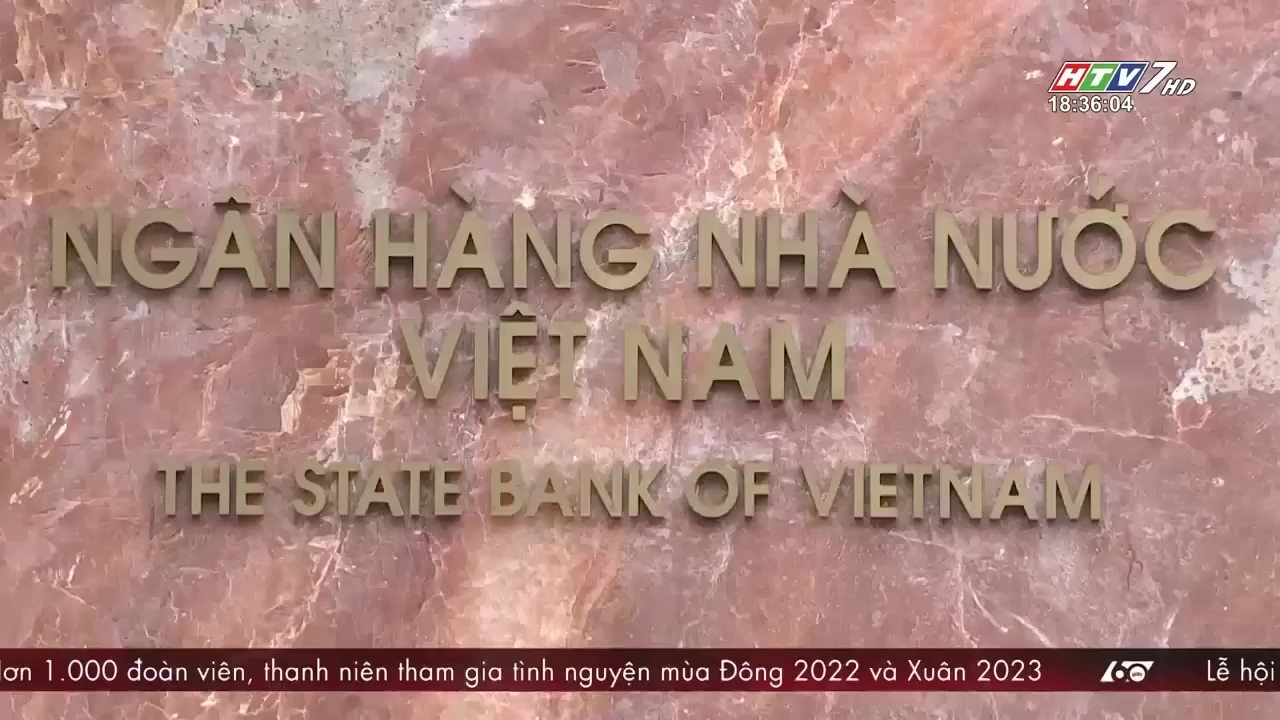 HTV7 HD
18:36:04
NGÂN HÀNG NHÀ NƯỚC
VIỆT NAM
THE STATE BANK OF VIETNAM
1.000 đoàn viên, thanh niên tham gia tình nguyện mùa Đông 2022 và Xuân 2023 60 Lễ hội